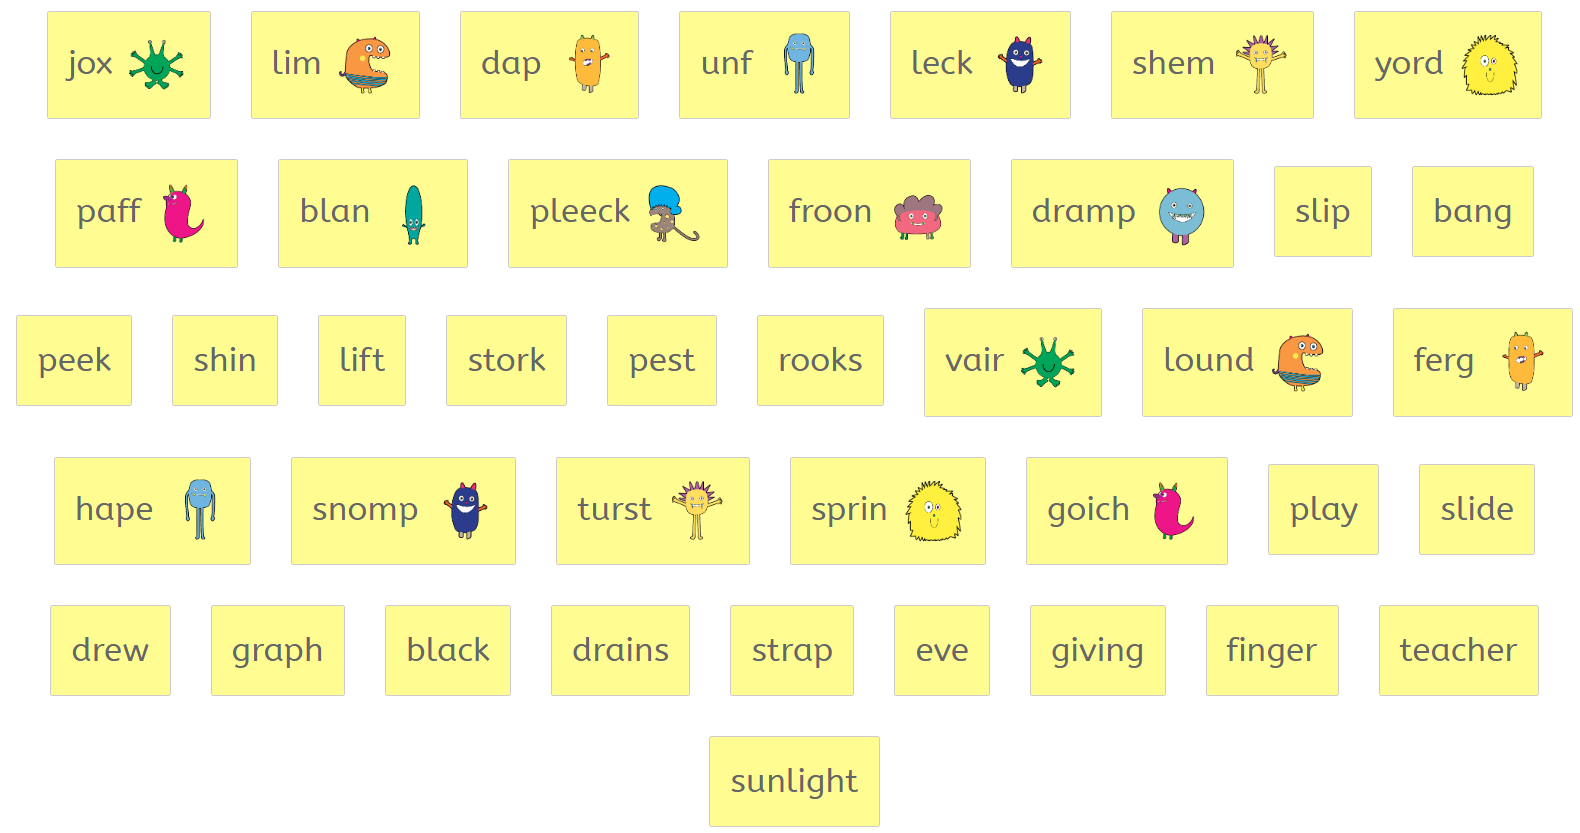 jox lim dap unf leck shem yord
paff blan pleeck froon dramp slip bang
peek shin lift stork pest rooks vair lound ferg
hape snomp turst sprin goich play slide
drew graph black drains strap eve giving finger teacher
sunlight